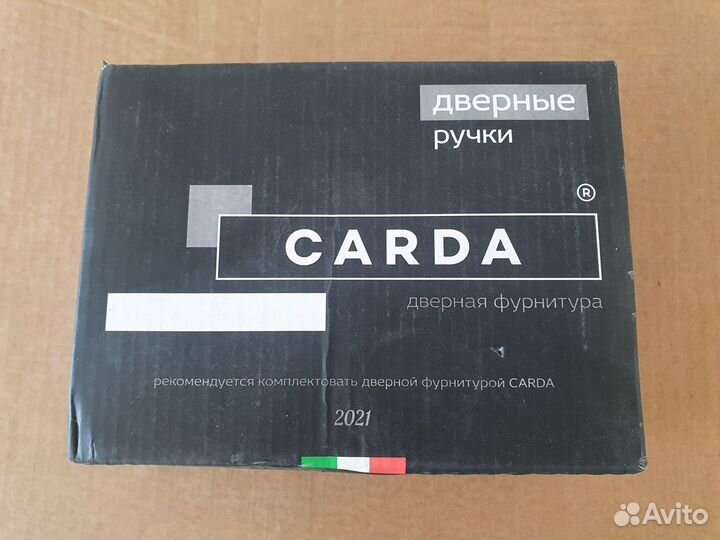 дверные
ручки
®
CARDA
дверная фурнитура
рекомендуется комплектовать дверной фурнитурой CARDA
2021
Avito